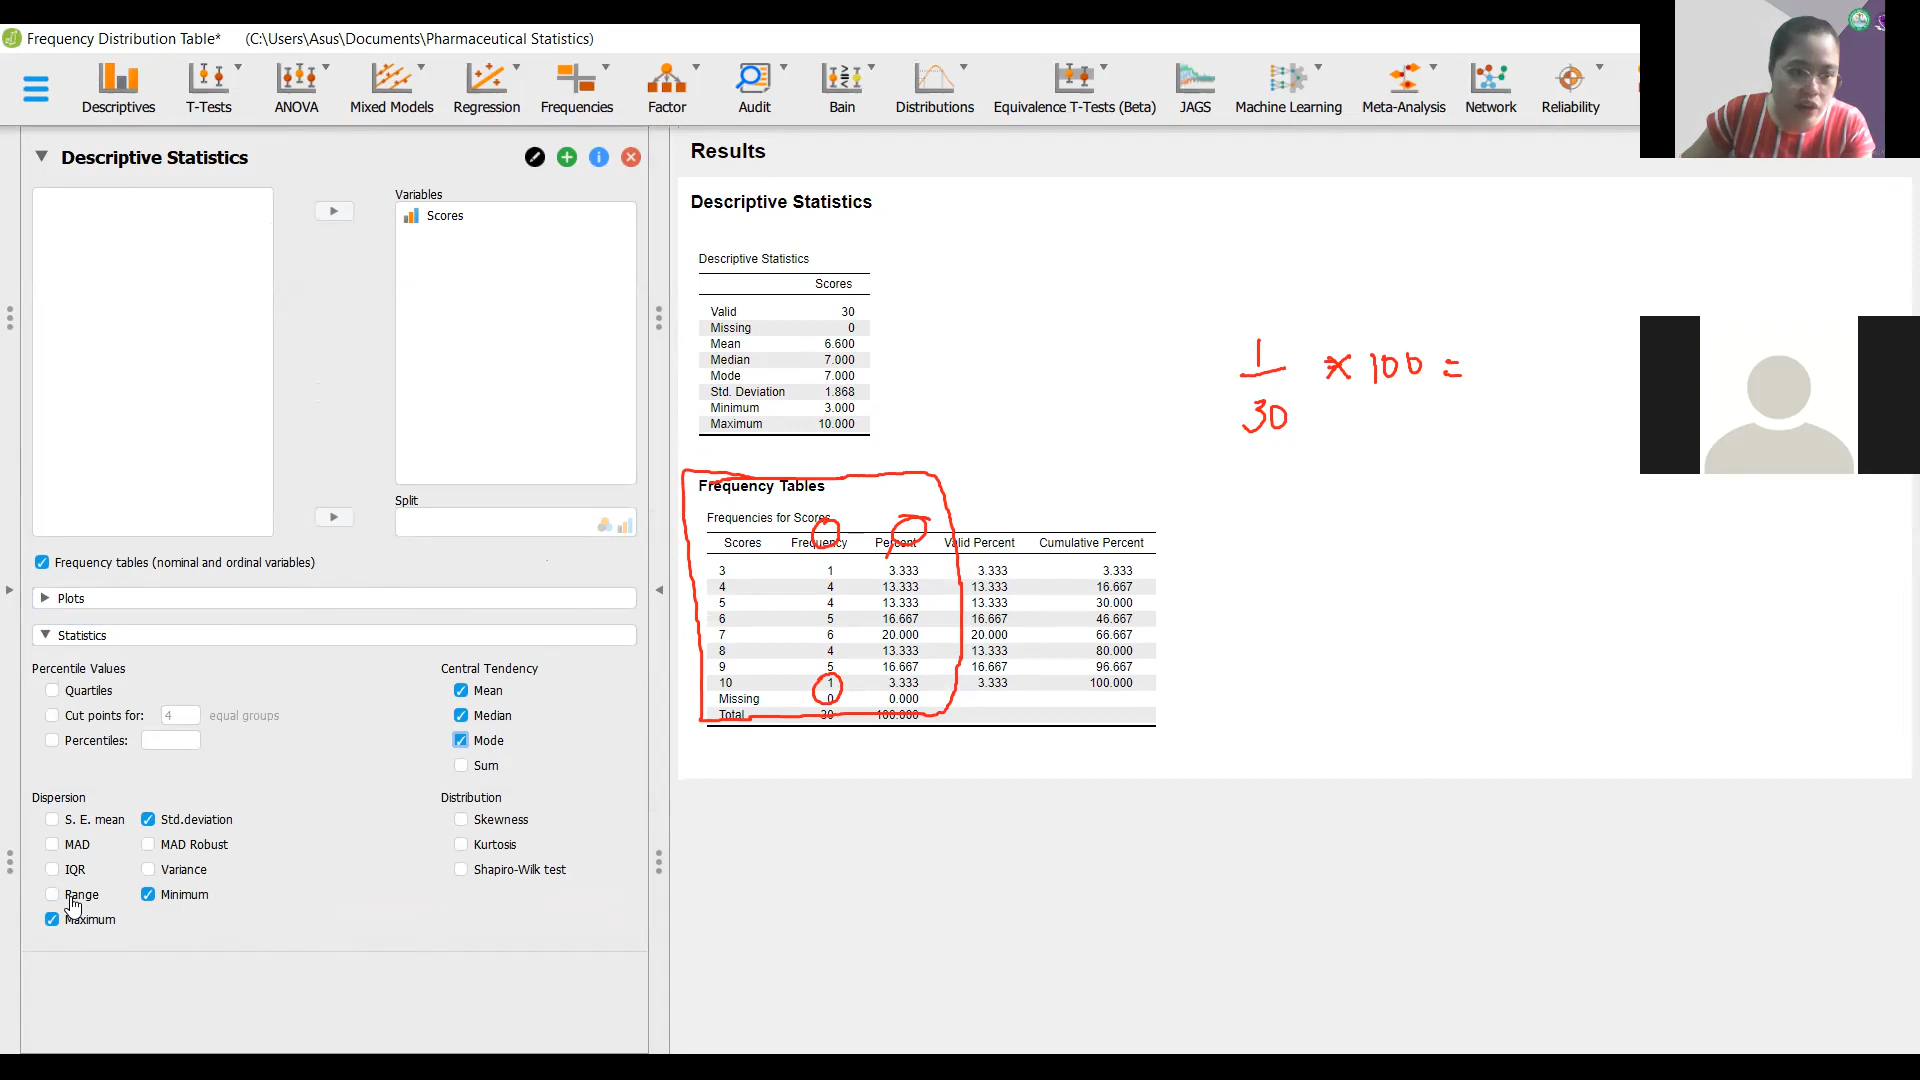 Frequency Distribution Table* (C:\Users\Asus\Documents\Pharmaceutical Statistics)
Descriptives T-Tests ANOVA Mixed Models Regression Frequencies Factor Audit Bain Distributions Equivalence T-Tests (Beta) JAGS Machine Learning Meta-Analysis Network Reliability
Descriptive Statistics
Variables
Scores
Split
Frequency tables (nominal and ordinal variables)
Plots
Statistics
Percentile Values
Quartiles
Cut points for: 4 equal groups
Percentiles:
Central Tendency
Mean
Median
Mode
Sum
Dispersion
S. E. mean Std.deviation
MAD MAD Robust
IQR Variance
Range Minimum
Maximum
Distribution
Skewness
Kurtosis
Shapiro-Wilk test
Results
Descriptive Statistics
Descriptive Statistics
Scores
Valid 30
Missing 0
Mean 6.600
Median 7.000
Mode 7.000
Std. Deviation 1.868
Minimum 3.000
Maximum 10.000
1
30
* 100 =
Frequency Tables
Frequencies for Scores
Scores Frequency Percent Valid Percent Cumulative Percent
3 1 3.333 3.333 3.333
4 4 13.333 13.333 16.667
5 4 13.333 13.333 30.000
6 5 16.667 16.667 46.667
7 6 20.000 20.000 66.667
8 4 13.333 13.333 80.000
9 5 16.667 16.667 96.667
10 1 3.333 3.333 100.000
Missing 0 0.000
Total 30 100.000